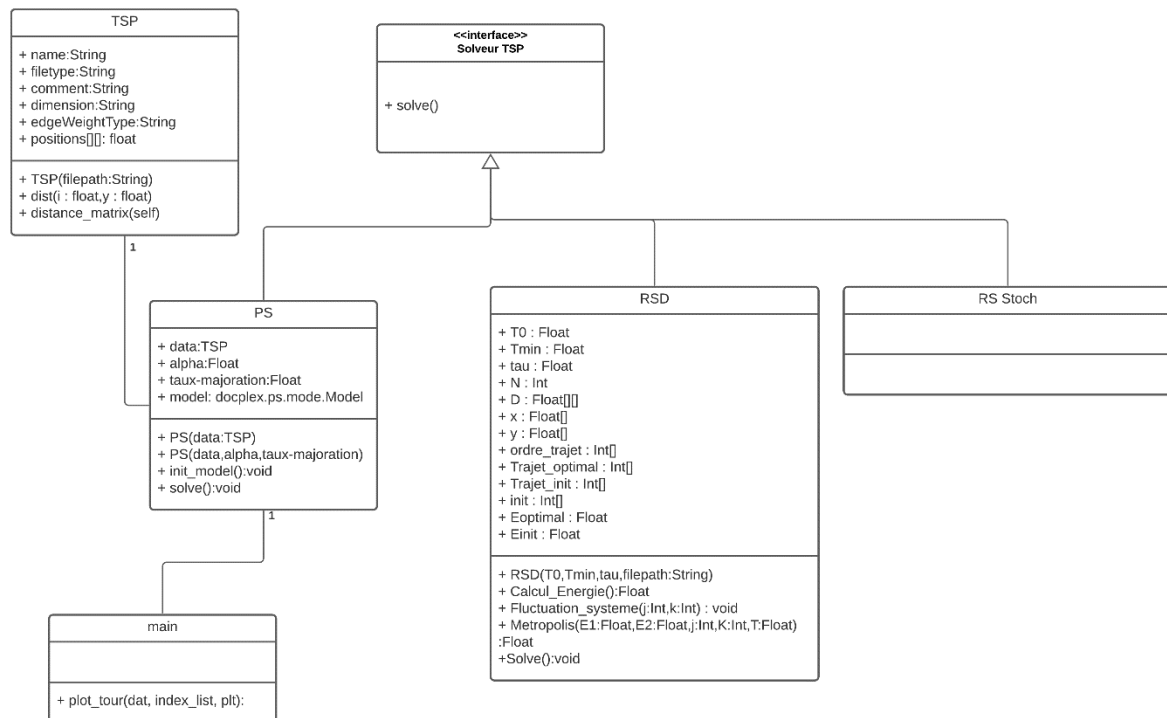 TSP
+ name:String
+ filetype:String
+ comment:String
+ dimension:String
+ edgeWeightType:String
+ positions[][]: float
+ TSP(filepath:String)
+ dist(i : float,y : float)
+ distance_matrix(self)
1
<<interface>>
Solveur TSP
+ solve()
PS
+ data:TSP
+ alpha:Float
+ taux-majoration:Float
+ model: docplex.ps.mode.Model
+ PS(data:TSP)
+ PS(data,alpha,taux-majoration)
+ init_model():void
+ solve():void
1
RSD
+ T0 : Float
+ Tmin : Float
+ tau : Float
+ N : Int
+ D : Float[][]
+ x : Float[]
+ y : Float[]
+ ordre_trajet : Int[]
+ Trajet_optimal : Int[]
+ Trajet_init : Int[]
+ init : Int[]
+ Eoptimal : Float
+ Einit : Float
+ RSD(T0,Tmin,tau,filepath:String)
+ Calcul_Energie():Float
+ Fluctuation_systeme(j:Int,k:Int) : void
+ Metropolis(E1:Float,E2:Float,j:Int,K:Int,T:Float)
:Float
+Solve():void
RS Stoch
main
+ plot_tour(dat, index_list, plt):